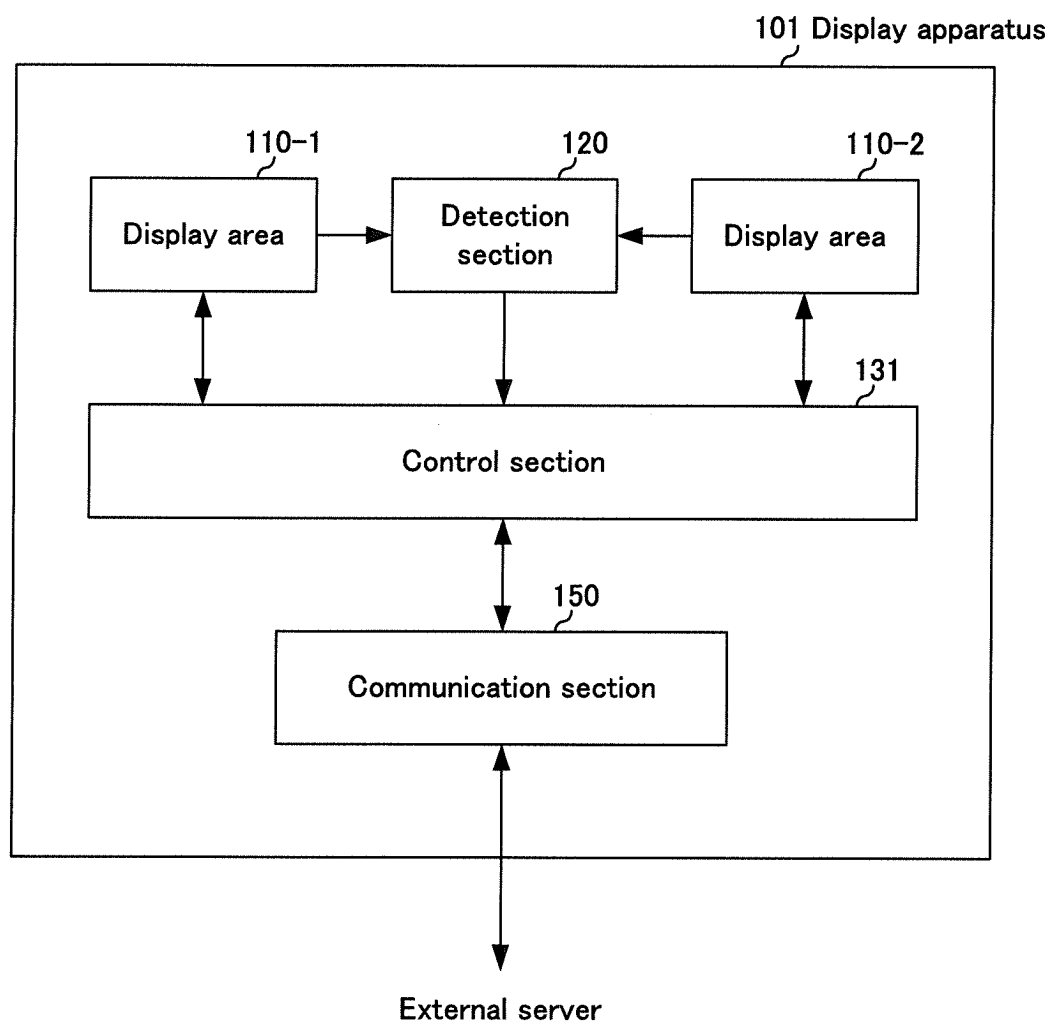 101 Display apparatus
110-1
120
110-2
Display area
Detection
section
Display area
131
Control section
150
Communication section
External server